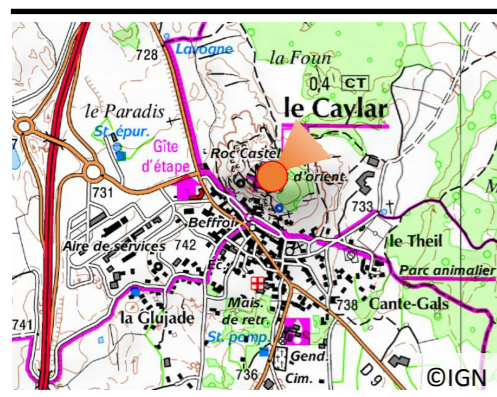 728
Lavogne
la Foun
0,4 CT
le Caylar
le Paradis
St. épur.
Gîte
d'étape
Roc Castel
d'orient.
731
733
Beffroi
Aire de services
742
le Theil
Éc.
Parc animalier
Mais.
de retr.
738
Cante-Gals
la Glujade
741
St. pomp.
Gend.
736
Cim.
D 9
©IGN